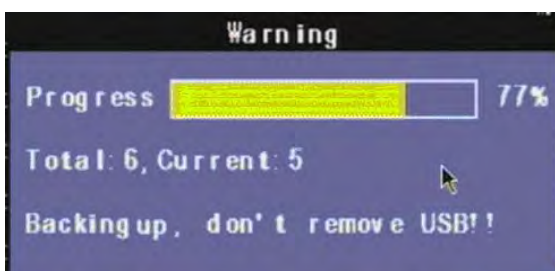 Warning
Progress 77%
Total: 6, Current: 5
Backing up, don't remove USB!!